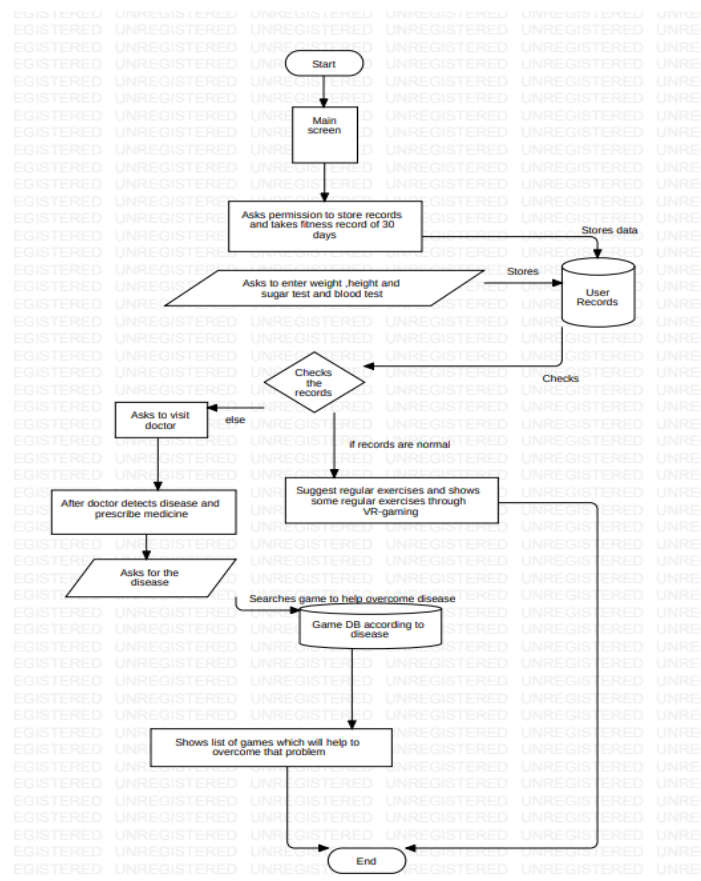 Start
Main
screen
Asks permission to store records
and takes fitness record of 30
days
Stores data
Asks to enter weight ,height and
sugar test and blood test
Stores
User
Records
Checks
the
records
Checks
Asks to visit
doctor
else
if records are normal
After doctor detects disease and
prescribe medicine
Suggest regular exercises and shows
some regular exercises through
VR-gaming
Asks for the
disease
Searches game to help overcome disease
Game DB according to
disease
Shows list of games which will help to
overcome that problem
End
UNREGISTERED